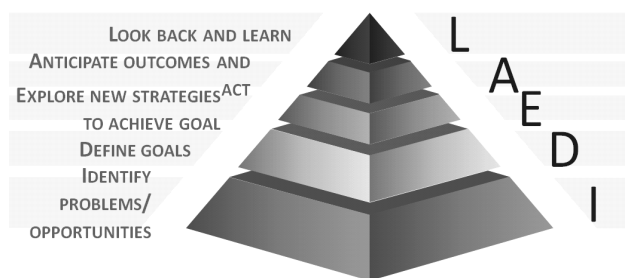 LOOK BACK AND LEARN
L
ANTICIPATE OUTCOMES AND
ACT
A
EXPLORE NEW STRATEGIES
TO ACHIEVE GOAL
E
DEFINE GOALS
D
IDENTIFY
PROBLEMS/
OPPORTUNITIES
I